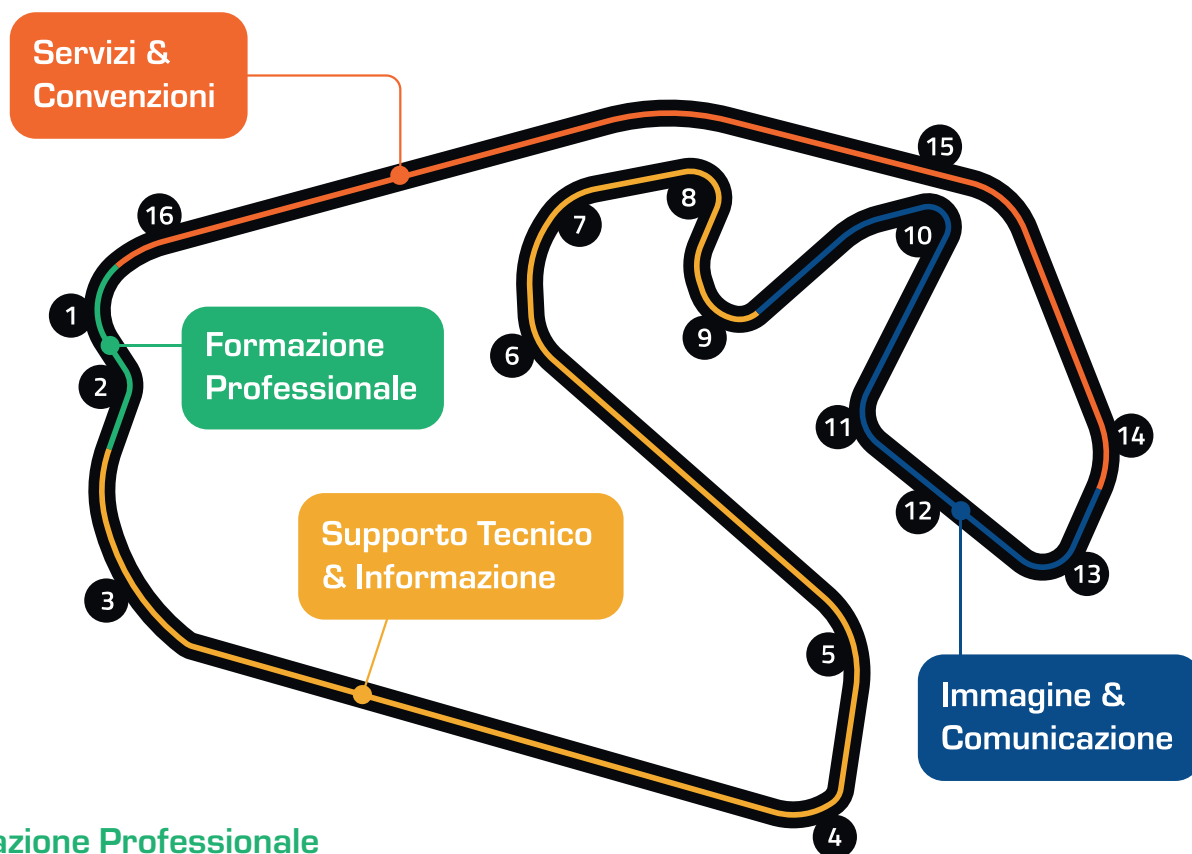 Servizi &
Convenzioni
15
8
16
7
10
1
Formazione
Professionale
9
6
2
11
14
12
Supporto Tecnico
& Informazione
13
3
5
Immagine &
Comunicazione
4
azione Professionale